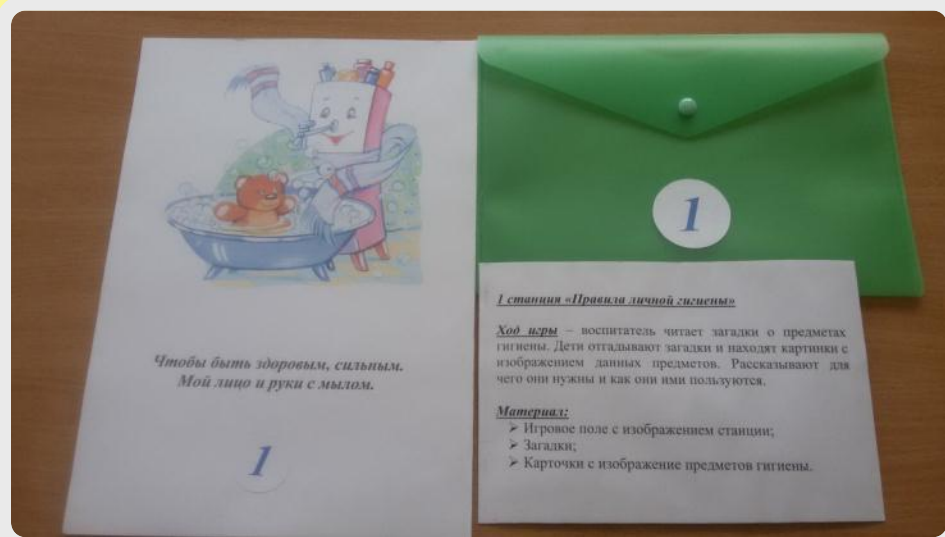 Чтобы быть здоровым, сильным.
Мой лицо и руки с мылом.
1
1
1 станция «Правила личной гигиены»
Ход игры – воспитатель читает загадки о предметах
гигиены. Дети отгадывают загадки и находят картинки с
изображением данных предметов. Рассказывают для
чего они нужны и как они ими пользуются.
Материал:
➢ Игровое поле с изображением станции;
➢ Загадки;
➢ Карточки с изображение предметов гигиены.